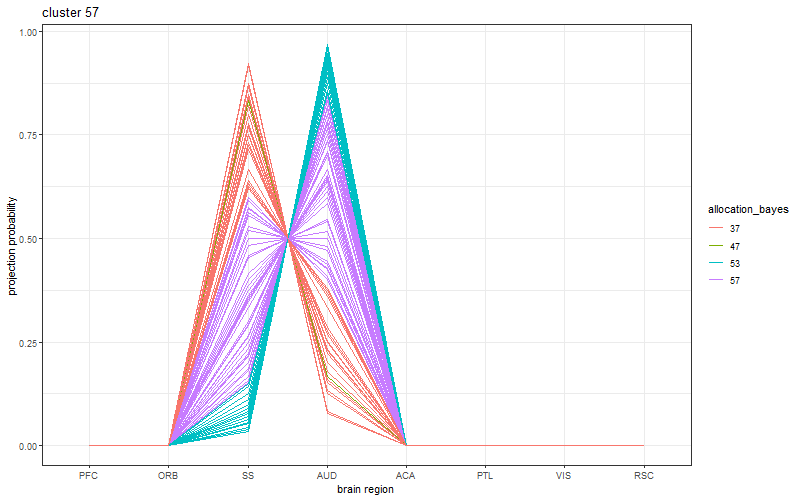 cluster 57
1.00
0.75
0.50
0.25
0.00
projection probability
PFC ORB SS AUD ACA PTL VIS RSC
brain region
allocation_bayes
37
47
53
57